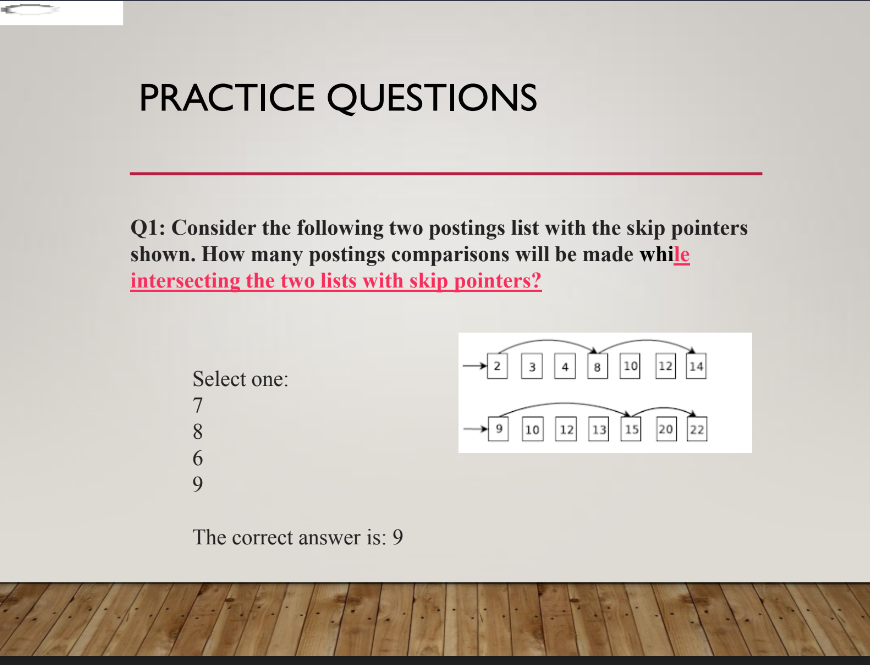 PRACTICE QUESTIONS
Q1: Consider the following two postings list with the skip pointers
shown. How many postings comparisons will be made while
intersecting the two lists with skip pointers?
2 3 4 8 10 12 14
9 10 12 13 15 20 22
Select one:
7
8
6
9
The correct answer is: 9